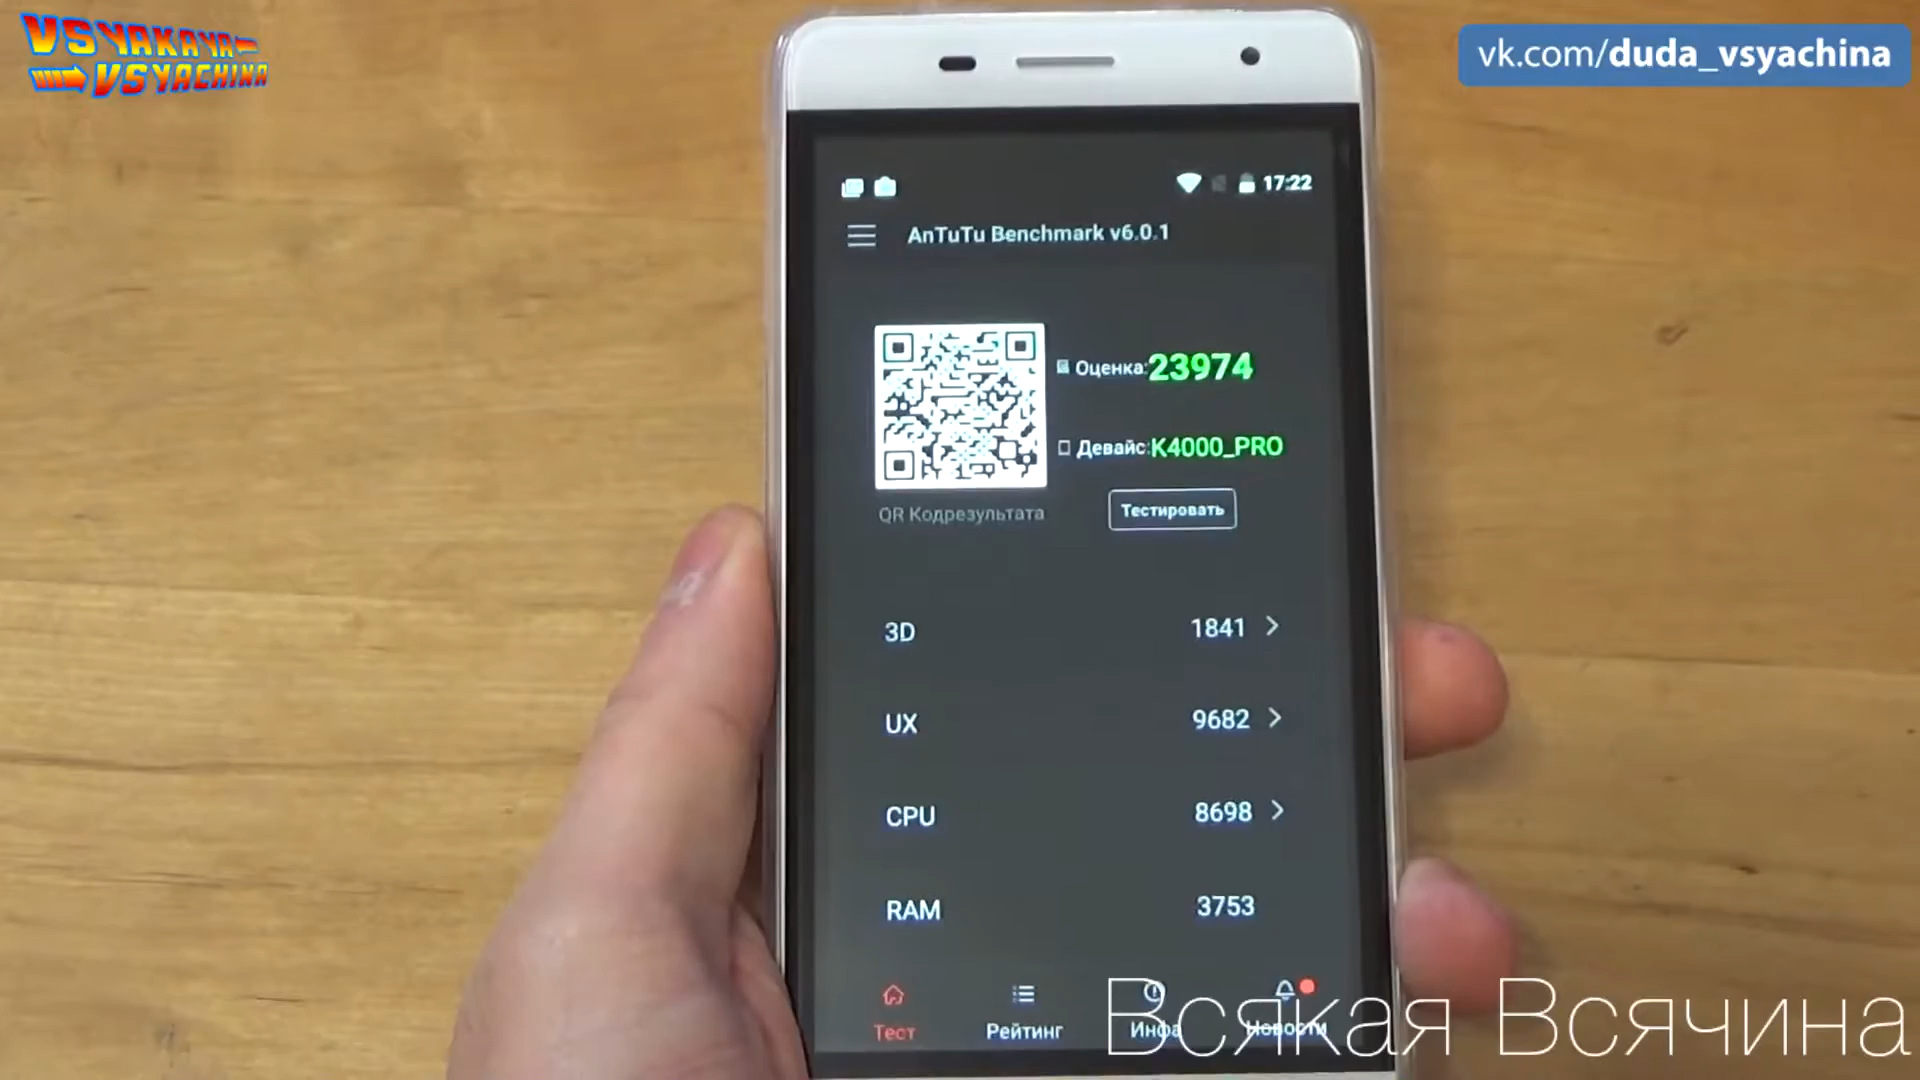 VSYAKAYA
VSYACHINA
vk.com/duda_vsyachina
17:22
AnTuTu Benchmark v6.0.1
Оценка:23974
Девайс:K4000_PRO
QR Кодрезультата
Тестировать
3D 1841
UX 9682
CPU 8698
RAM 3753
Тест Рейтинг Инфа Новости
Всякая Всячина